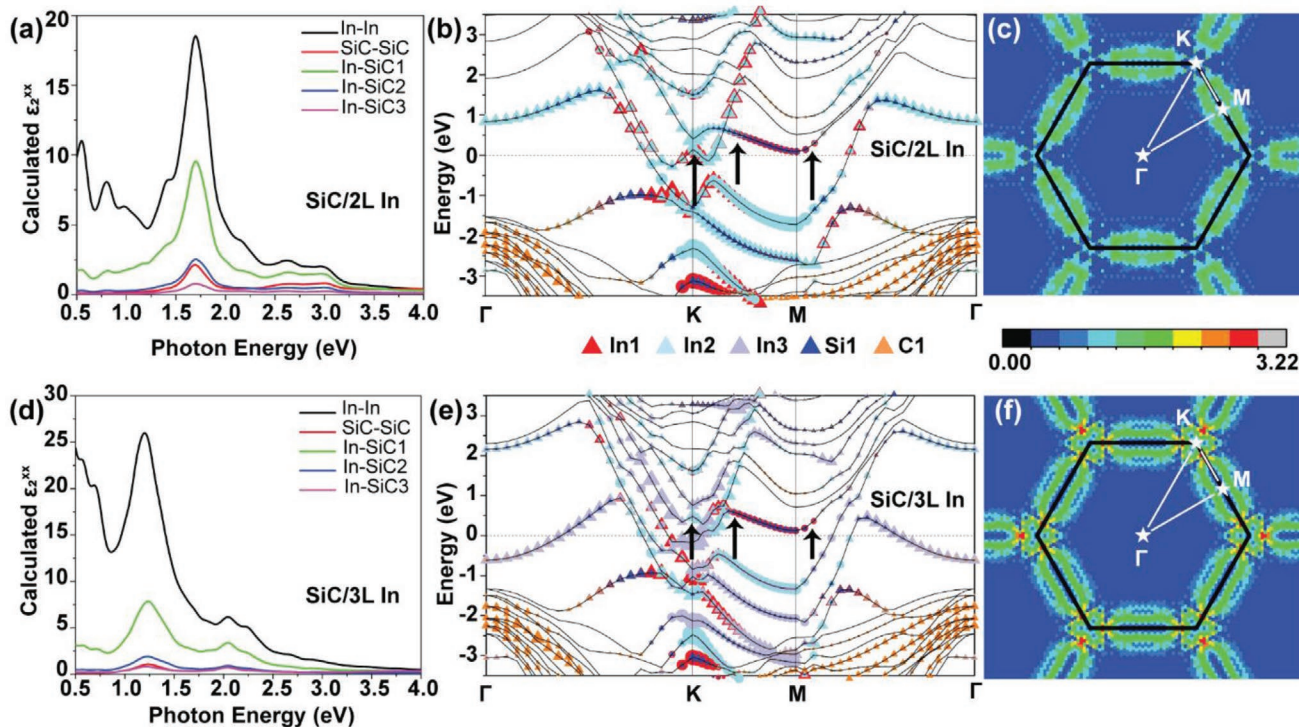 (a)
Calculated ε₂ˣˣ
20
15
10
5
0
In-In
SiC-SiC
In-SiC1
In-SiC2
In-SiC3
SiC/2L In
0.5 1.0 1.5 2.0 2.5 3.0 3.5 4.0
Photon Energy (eV)
(b)
Energy (eV)
3
2
1
0
-1
-2
-3
SiC/2L In
Γ K M Γ
(c)
K
M
Γ
In1 In2 In3 Si1 C1
0.00 3.22
(d)
Calculated ε₂ˣˣ
30
25
20
15
10
5
0
In-In
SiC-SiC
In-SiC1
In-SiC2
In-SiC3
SiC/3L In
0.5 1.0 1.5 2.0 2.5 3.0 3.5 4.0
Photon Energy (eV)
(e)
Energy (eV)
3
2
1
0
-1
-2
-3
SiC/3L In
Γ K M Γ
(f)
K
M
Γ